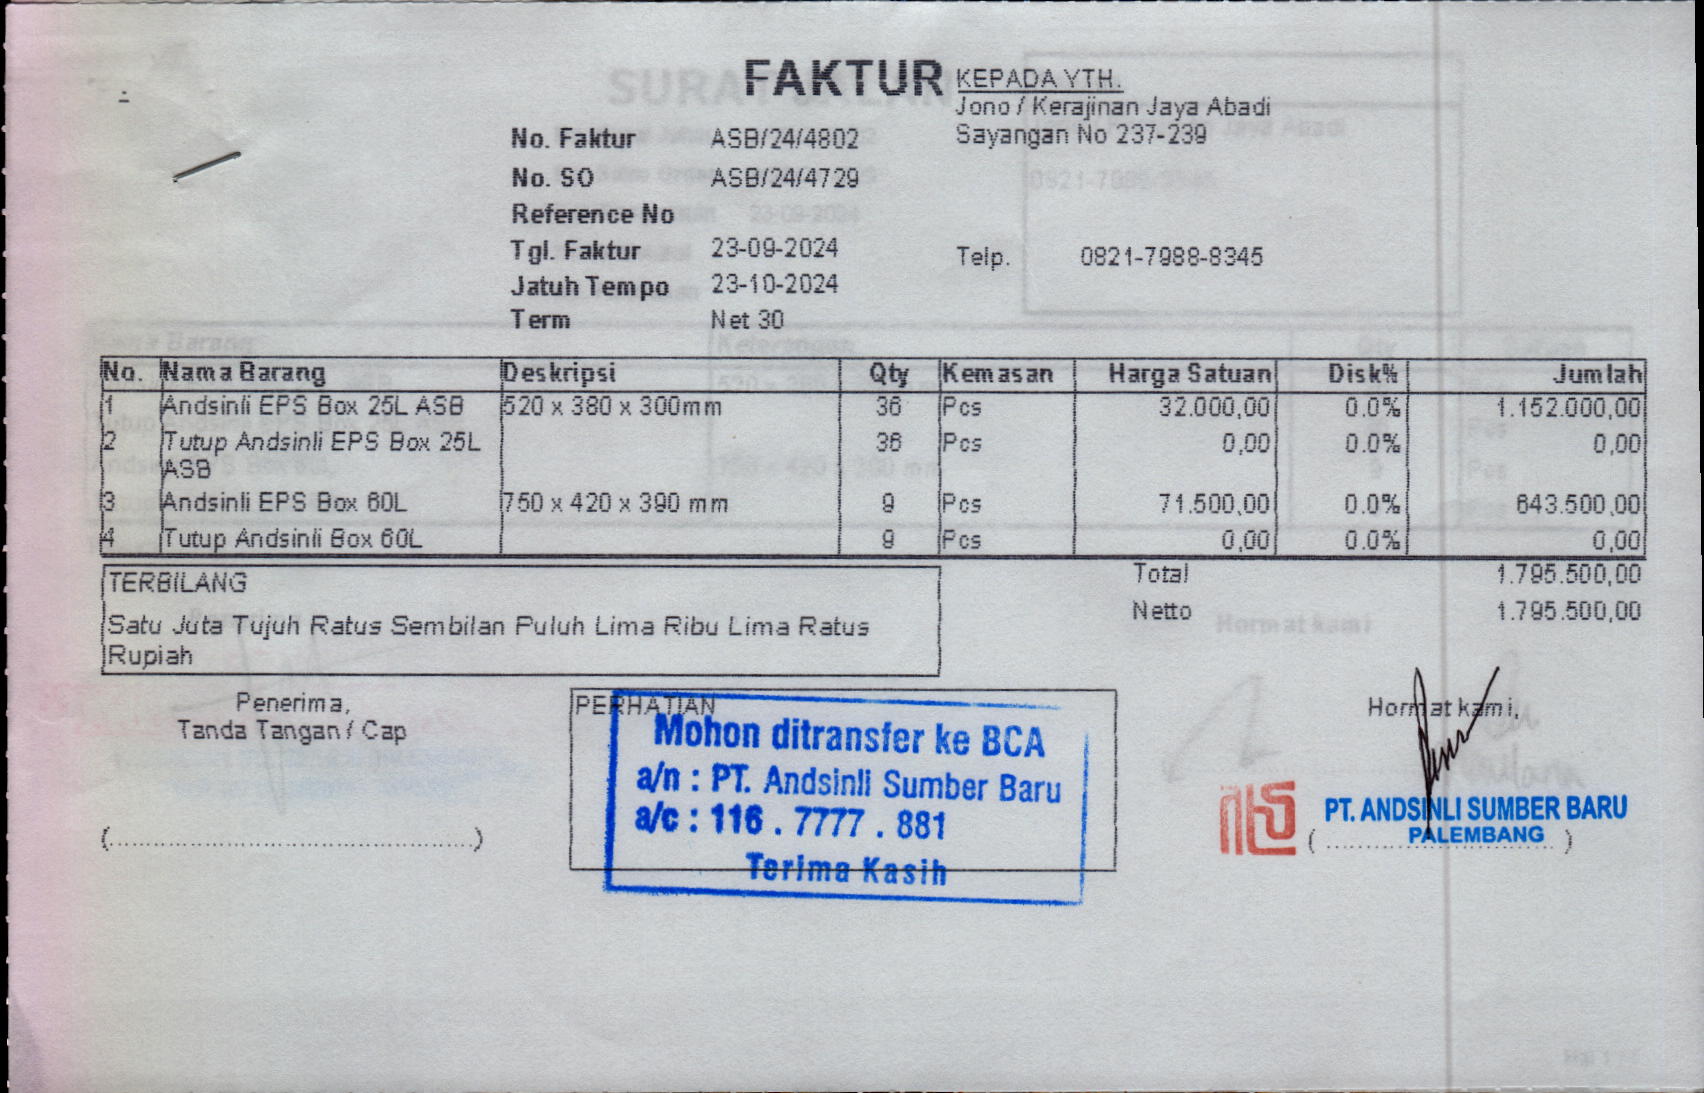 FAKTUR
KEPADA YTH.
Jono / Kerajinan Jaya Abadi
Sayangan No 237-239
No. Faktur ASB/24/4802
No. SO ASB/24/4729
Reference No
Tgl. Faktur 23-09-2024
Telp. 0821-7988-8345
Jatuh Tempo 23-10-2024
Term Net 30
No. Nama Barang Deskripsi Qty Kemasan Harga Satuan Disk% Jumlah
1 Andsinli EPS Box 25L ASB 520 x 380 x 300mm 36 Pcs 32.000,00 0.0% 1.152.000,00
2 Tutup Andsinli EPS Box 25L 36 Pcs 0,00 0.0% 0,00
ASB
3 Andsinli EPS Box 60L 750 x 420 x 390 mm 9 Pcs 71.500,00 0.0% 643.500,00
4 Tutup Andsinli Box 60L 9 Pcs 0,00 0.0% 0,00
Total 1.795.500,00
Netto 1.795.500,00
TERBILANG
Satu Juta Tujuh Ratus Sembilan Puluh Lima Ribu Lima Ratus
Rupiah
Penerima,
Tanda Tangan / Cap
PERHATIAN
Mohon ditransfer ke BCA
a/n : PT. Andsinli Sumber Baru
a/c : 116 . 7777 . 881
Terima Kasih
Hormat kami,
PT. ANDSINLI SUMBER BARU
PALEMBANG